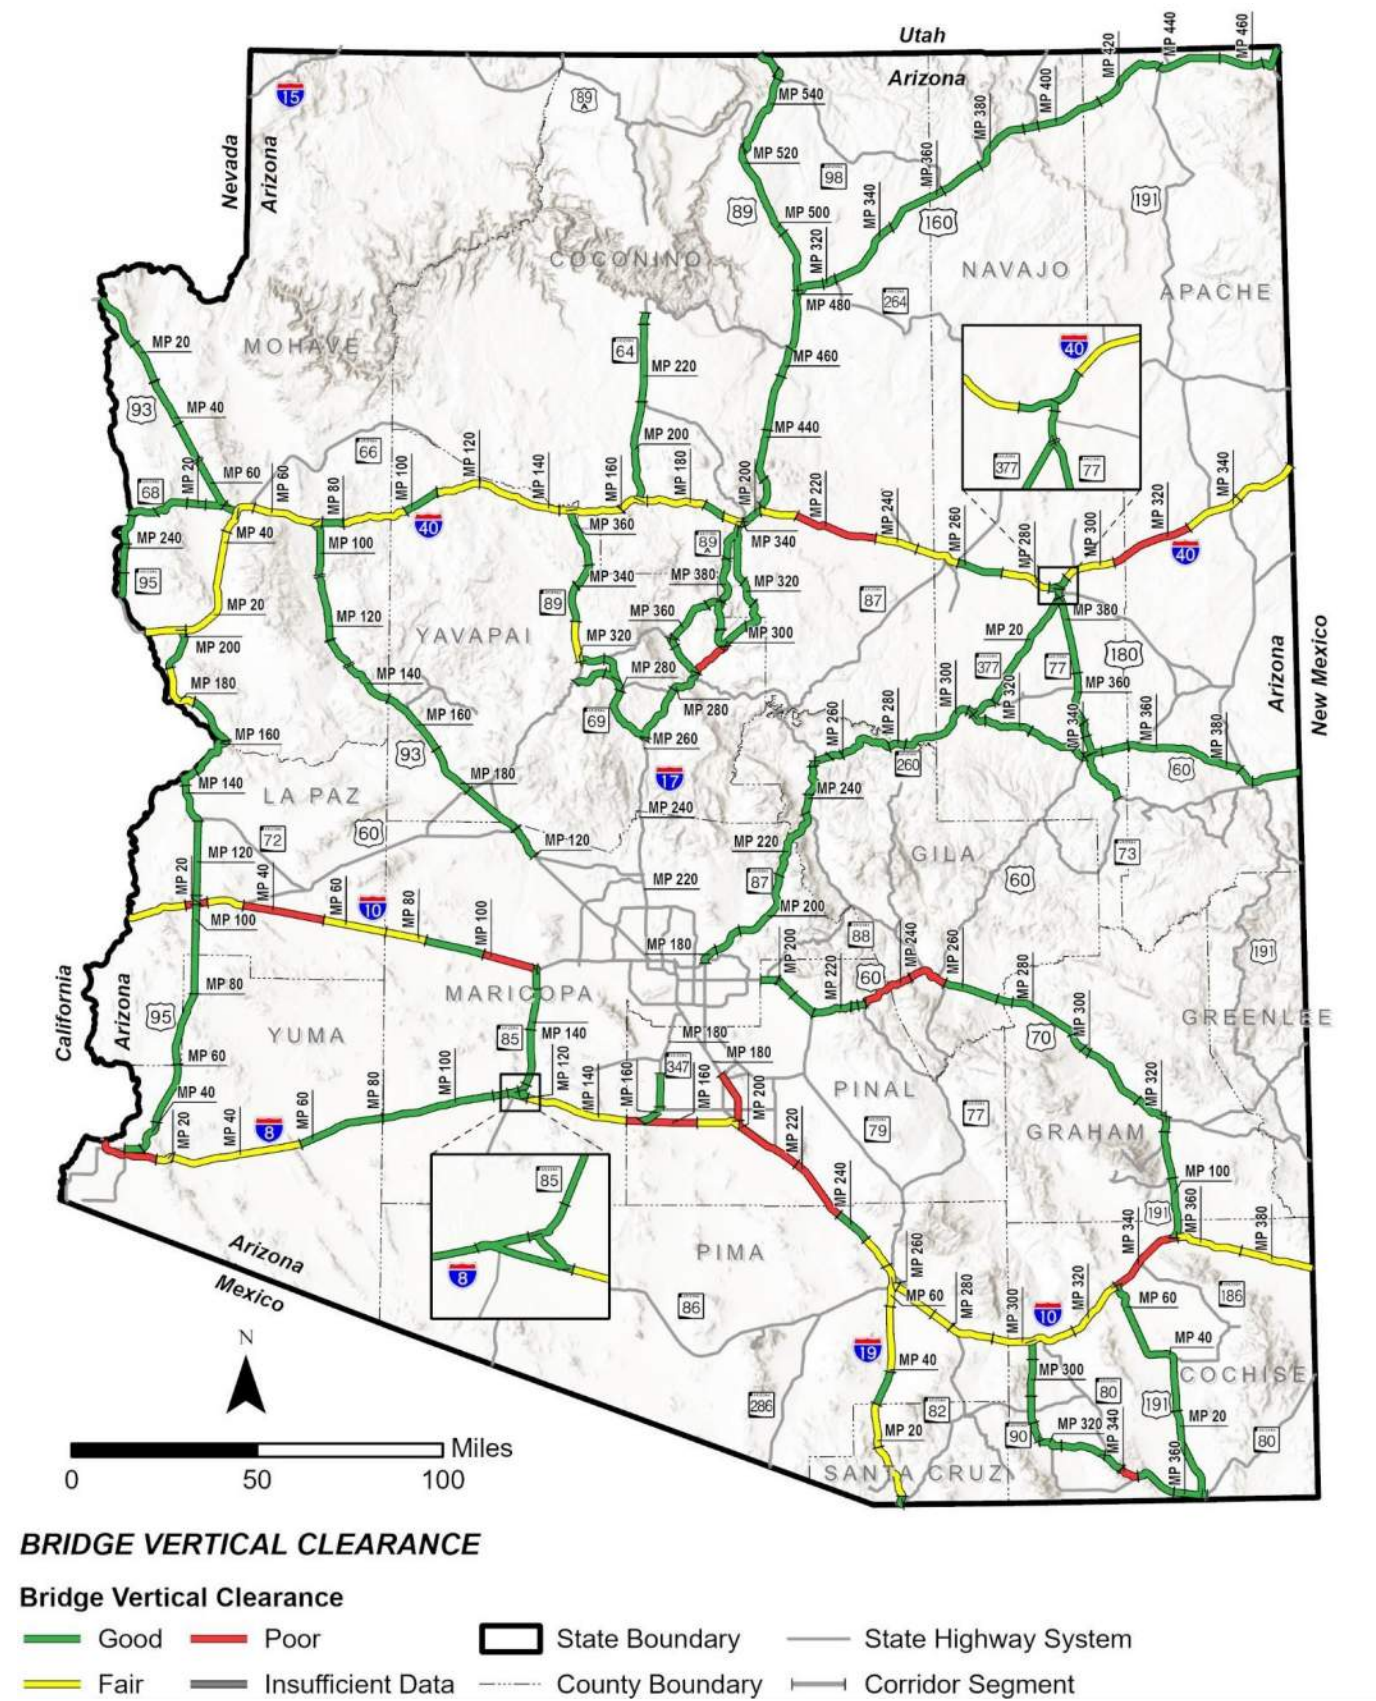 Utah
Arizona
MP 420
MP 440
MP 460
15
89
A
Nevada
Arizona
MP 540
MP 520
98
89
MP 500
MP 320
MP 340
MP 360
MP 380
MP 400
160
191
COCONINO
NAVAJO
APACHE
MP 480
264
MP 20
MOHAVE
93
MP 40
64
MP 220
MP 460
40
377
77
MP 200
MP 440
66
68
MP 20
MP 60
MP 60
MP 80
MP 100
MP 120
MP 140
MP 160
MP 180
MP 200
MP 220
MP 240
MP 260
MP 280
MP 300
MP 320
MP 340
40
40
MP 240
MP 40
MP 100
MP 360
89
A
MP 340
95
MP 340
MP 380
MP 320
MP 20
MP 120
89
MP 360
87
MP 380
MP 200
YAVAPAI
MP 320
MP 300
MP 20
377
77
180
MP 180
MP 140
MP 280
MP 280
MP 300
MP 320
MP 360
Arizona
New Mexico
MP 160
MP 160
93
69
MP 260
MP 260
MP 280
MP 340
MP 360
MP 380
260
60
MP 140
MP 180
17
MP 240
MP 240
LA PAZ
72
60
MP 120
MP 120
MP 220
GILA
73
MP 20
MP 40
MP 60
MP 80
MP 100
10
MP 220
87
60
MP 100
MP 200
88
MP 180
MP 200
MP 220
MP 240
MP 260
MP 280
60
191
California
Arizona
MP 80
MARICOPA
95
YUMA
85
MP 140
MP 180
MP 180
70
MP 300
GREENLEE
MP 60
347
PINAL
MP 40
MP 20
MP 40
8
MP 60
MP 80
MP 100
MP 120
MP 140
MP 160
MP 160
MP 200
MP 220
79
77
GRAHAM
MP 320
MP 100
85
8
MP 240
191
MP 340
MP 360
MP 380
Arizona
Mexico
PIMA
86
MP 260
MP 60
MP 280
MP 300
10
MP 320
MP 60
186
N
19
MP 40
MP 300
MP 40
COCHISE
286
82
80
191
MP 20
MP 20
90
MP 320
MP 340
MP 360
80
SANTA CRUZ
Miles
0 50 100
BRIDGE VERTICAL CLEARANCE
Bridge Vertical Clearance
Good Poor State Boundary State Highway System
Fair Insufficient Data County Boundary Corridor Segment